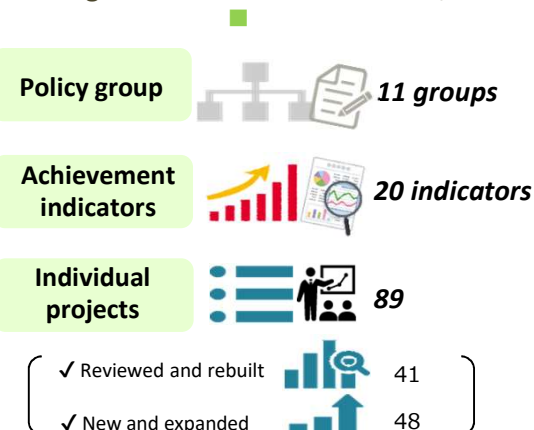 Policy group
11 groups
Achievement
indicators
20 indicators
Individual
projects
89
✓ Reviewed and rebuilt 41
✓ New and expanded 48